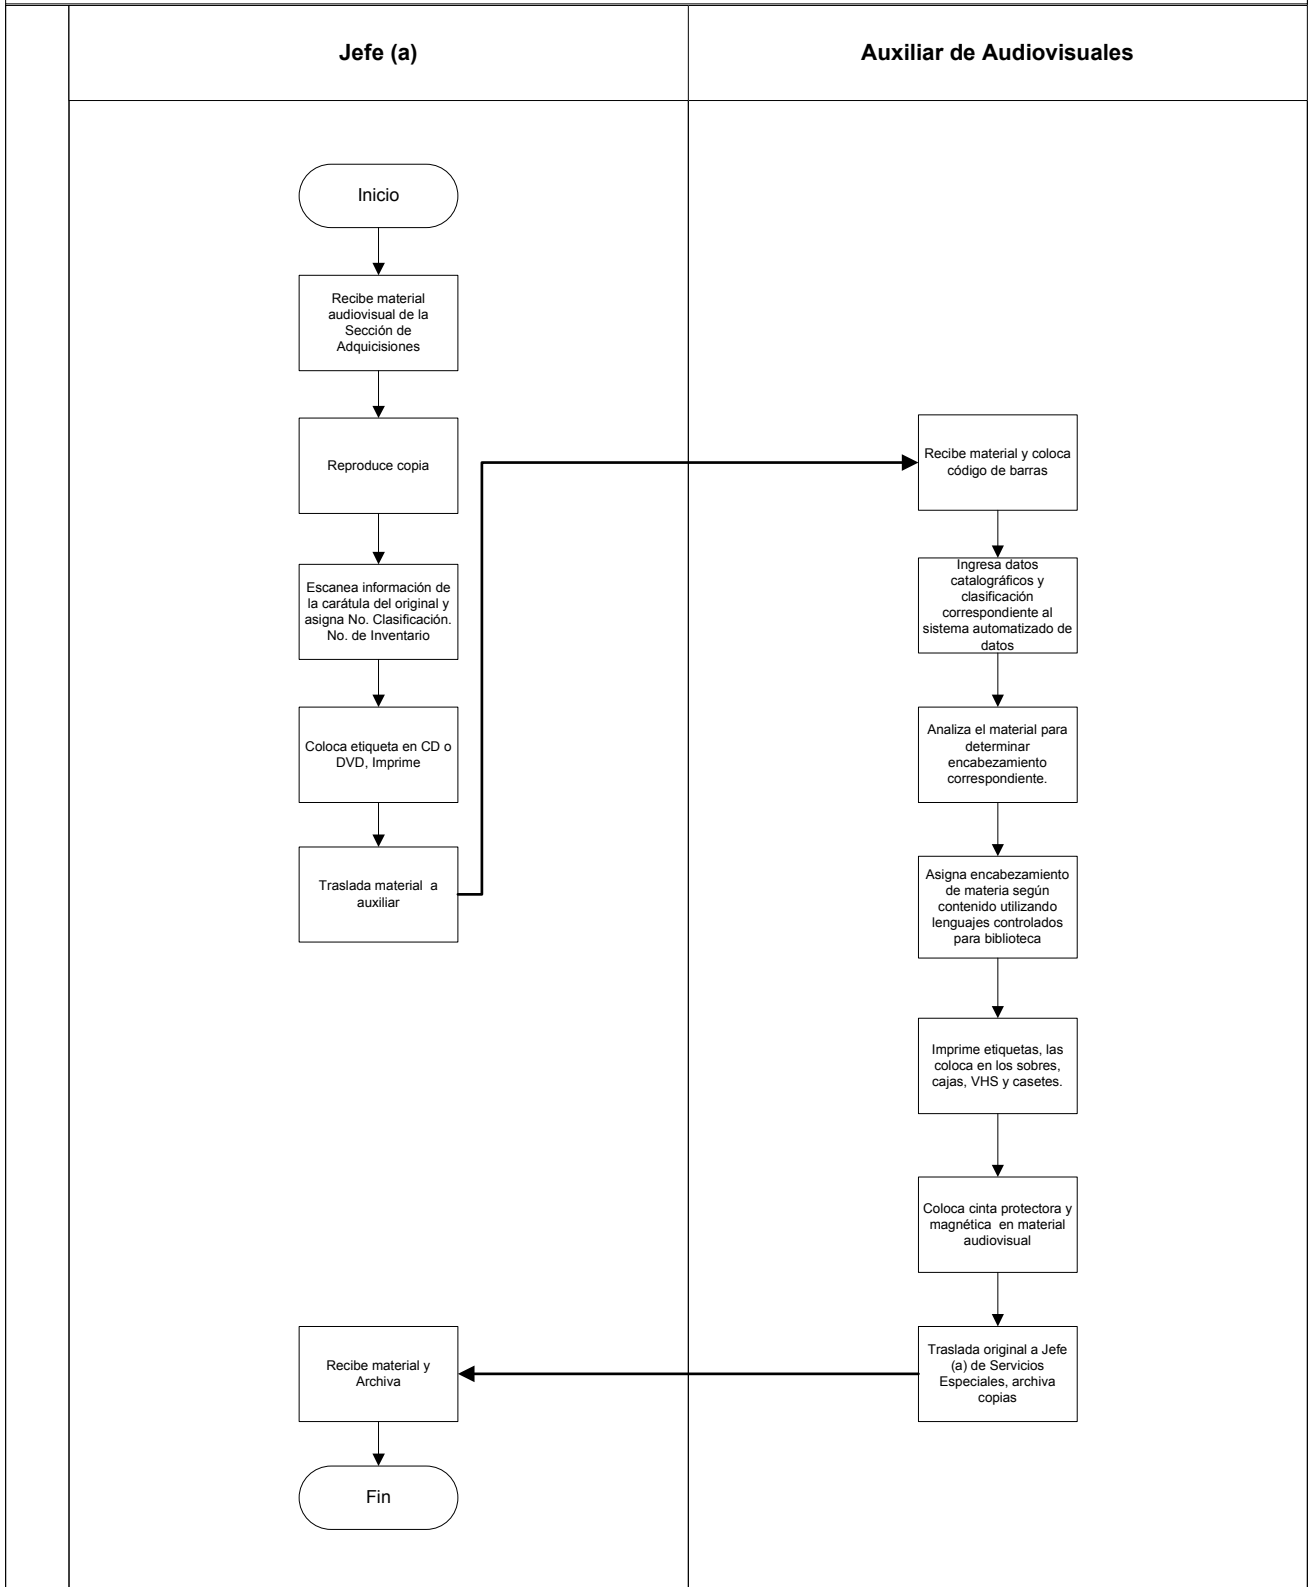 Jefe (a)
Auxiliar de Audiovisuales
Inicio
Recibe material
audiovisual de la
Sección de
Adquicisiones
Reproduce copia
Escanea información de
la carátula del original y
asigna No. Clasificación.
No. de Inventario
Coloca etiqueta en CD o
DVD, Imprime
Traslada material a
auxiliar
Recibe material y coloca
código de barras
Ingresa datos
catalográficos y
clasificación
correspondiente al
sistema automatizado de
datos
Analiza el material para
determinar
encabezamiento
correspondiente.
Asigna encabezamiento
de materia según
contenido utilizando
lenguajes controlados
para biblioteca
Imprime etiquetas, las
coloca en los sobres,
cajas, VHS y casetes.
Coloca cinta protectora y
magnética en material
audiovisual
Traslada original a Jefe
(a) de Servicios
Especiales, archiva
copias
Recibe material y
Archiva
Fin